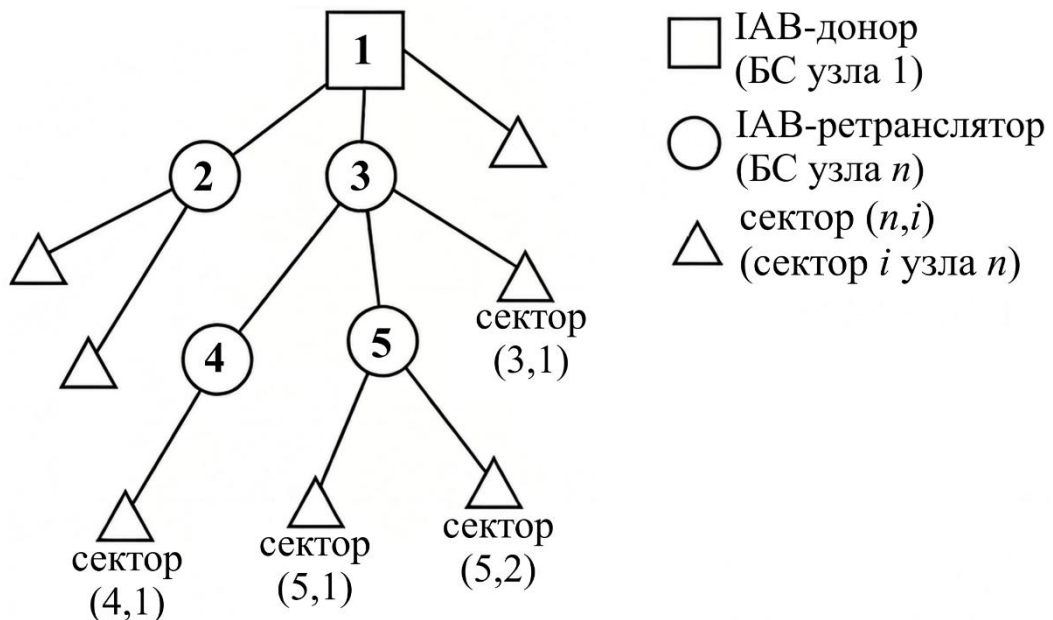 1
IAB-донор
(БС узла 1)
2
3
IAB-ретранслятор
(БС узла n)
сектор (n,i)
(сектор i узла n)
4
5
сектор
(3,1)
сектор
(4,1)
сектор
(5,1)
сектор
(5,2)